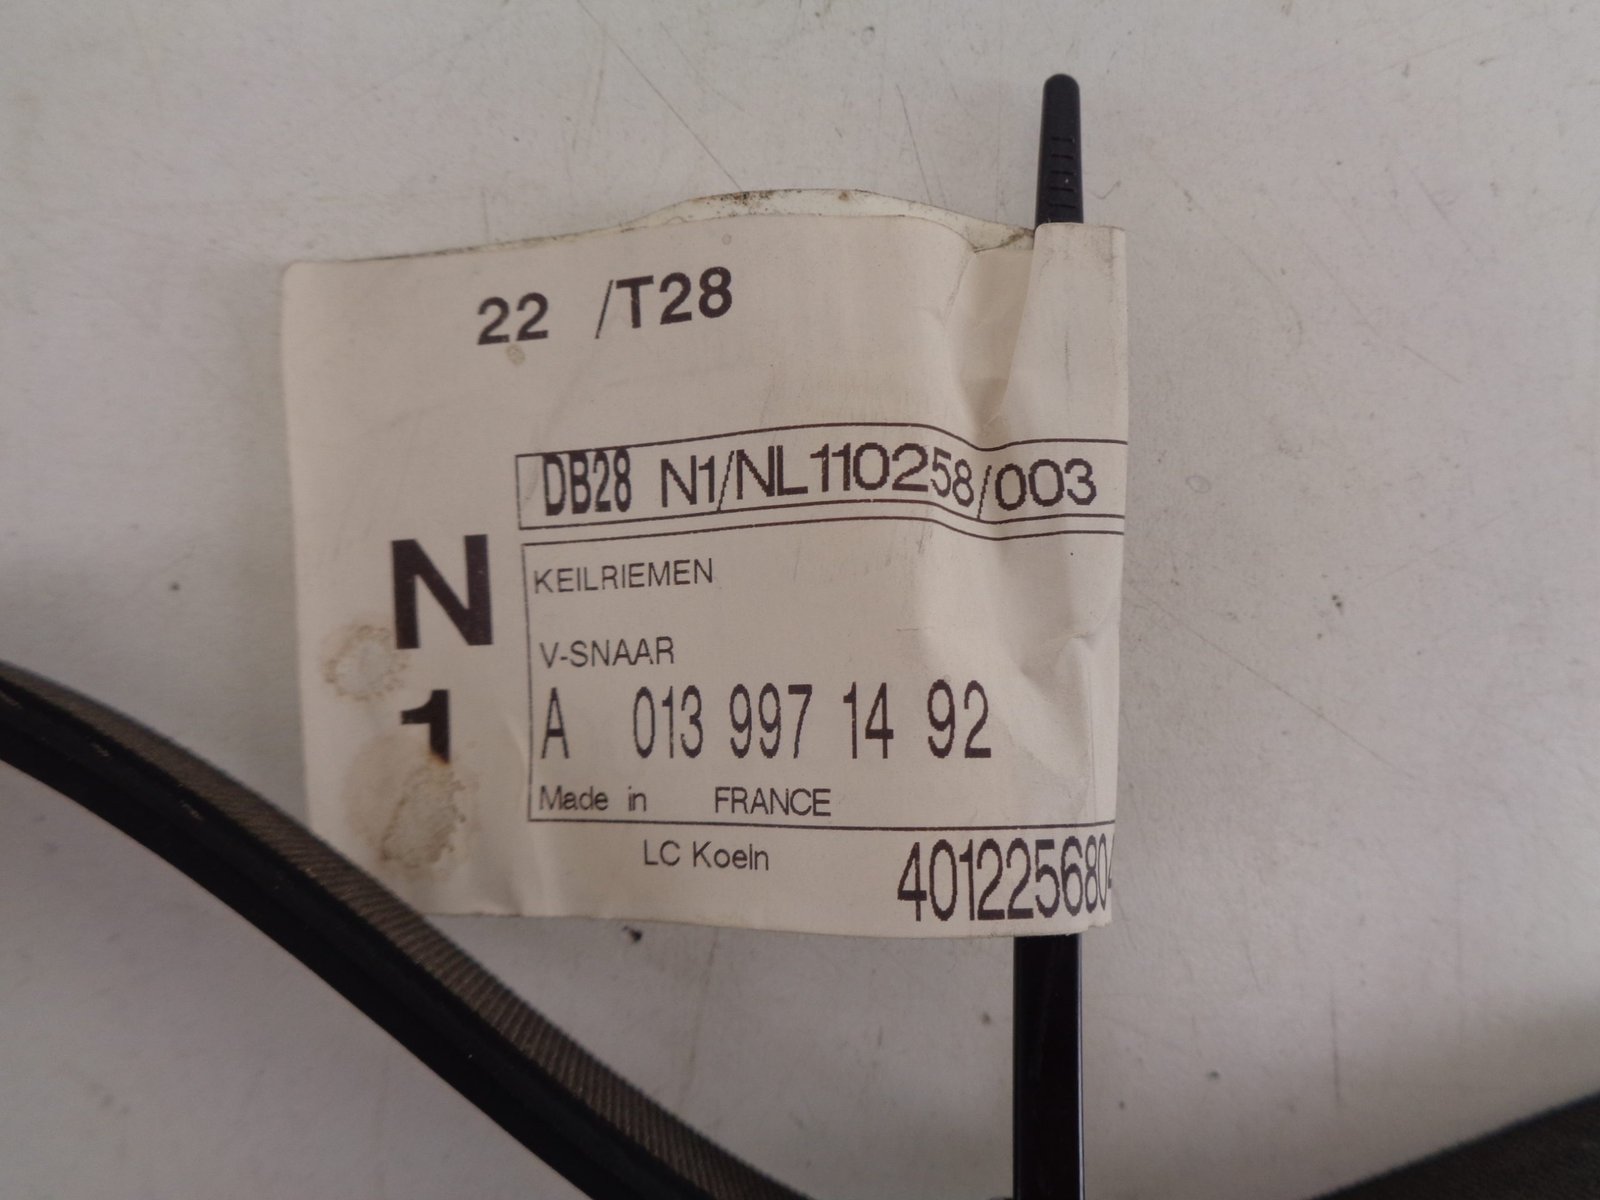 22 /T28
DB28 N1/NL110258/003
N
1
KEILRIEMEN
V-SNAAR
A 013 997 14 92
Made in FRANCE
LC Koeln
401225680